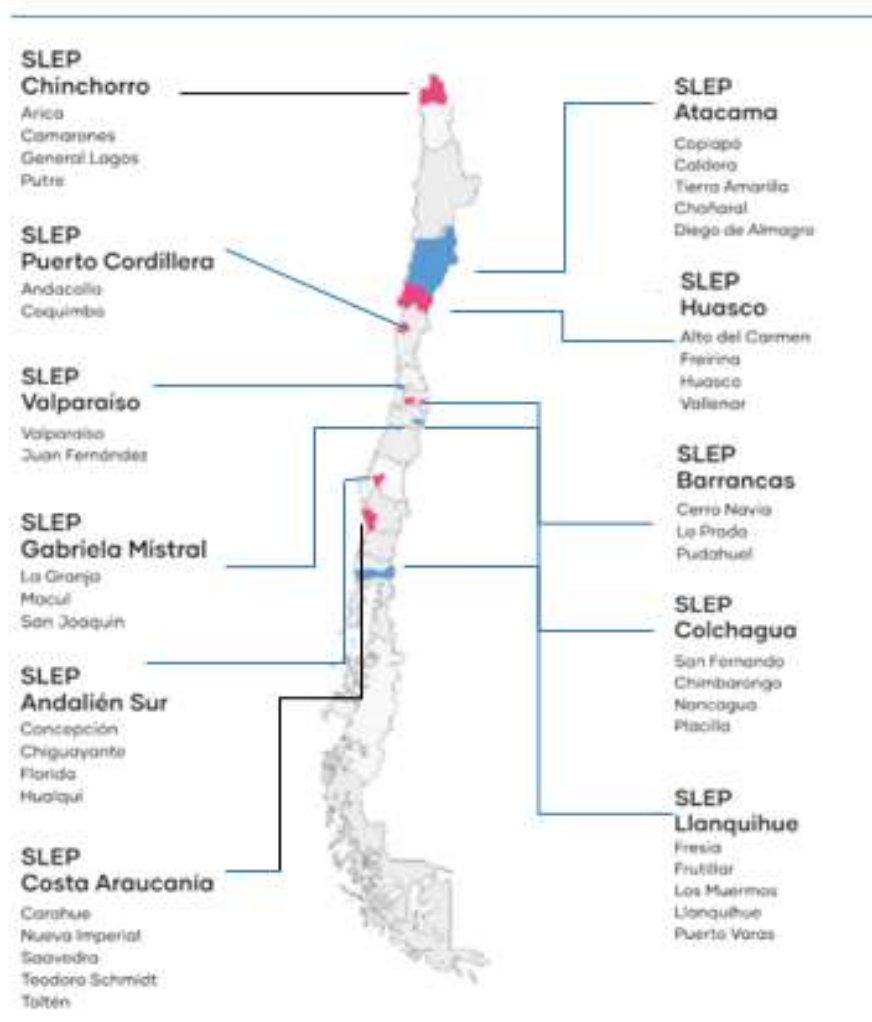 SLEP
Chinchorro
Arica
Camarones
General Lagos
Putre
SLEP
Puerto Cordillera
Andacollo
Coquimbo
SLEP
Valparaíso
Valparaíso
Juan Fernández
SLEP
Gabriela Mistral
La Granja
Macul
San Joaquín
SLEP
Andalién Sur
Concepción
Chiguayante
Florida
Hualqui
SLEP
Costa Araucanía
Carahue
Nueva Imperial
Saavedra
Teodoro Schmidt
Toltén
SLEP
Atacama
Copiapó
Caldera
Tierra Amarilla
Chañaral
Diego de Almagro
SLEP
Huasco
Alto del Carmen
Freirina
Huasco
Vallenar
SLEP
Barrancas
Cerro Navia
Lo Prado
Pudahuel
SLEP
Colchagua
San Fernando
Chimbarongo
Nancagua
Placilla
SLEP
Llanquihue
Fresia
Frutillar
Los Muermos
Llanquihue
Puerto Varas